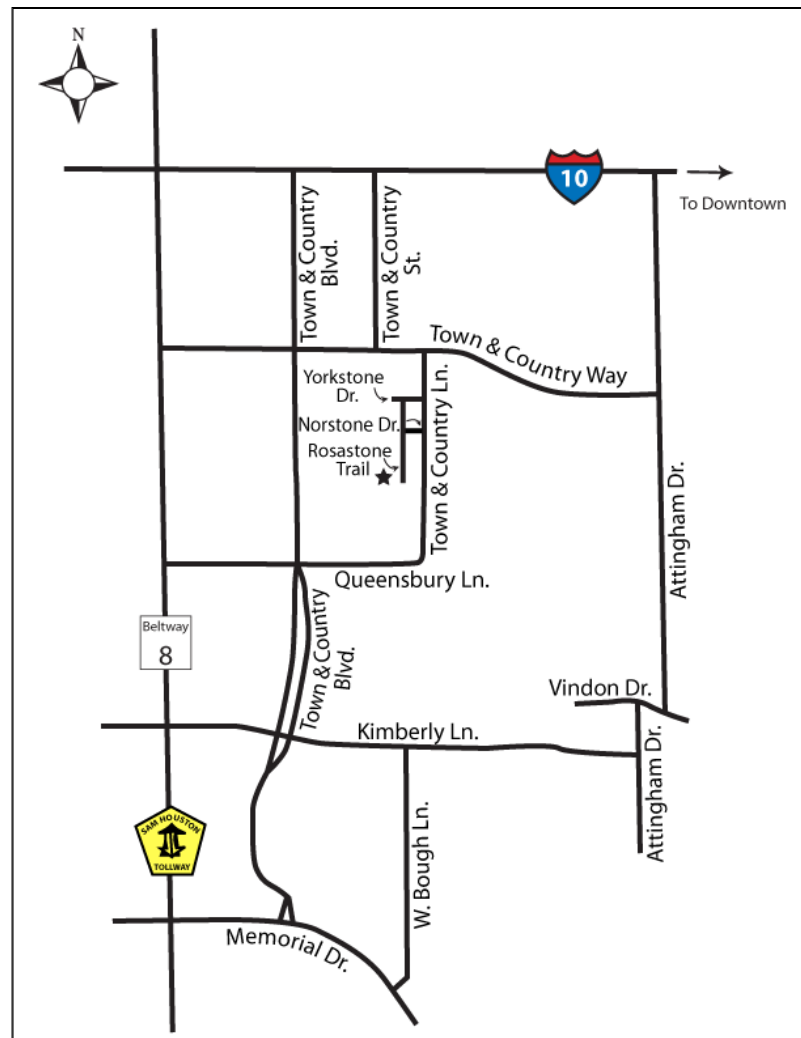 N
10
To Downtown
Town & Country
Blvd.
Town & Country
St.
Town & Country Way
Yorkstone
Dr.
Norstone Dr.
Rosastone
Trail
Town & Country Ln.
Attingham Dr.
Queensbury Ln.
Beltway
8
Town & Country
Blvd.
Vindon Dr.
Kimberly Ln.
Attingham Dr.
SAM HOUSTON
TOLLWAY
W. Bough Ln.
Memorial Dr.